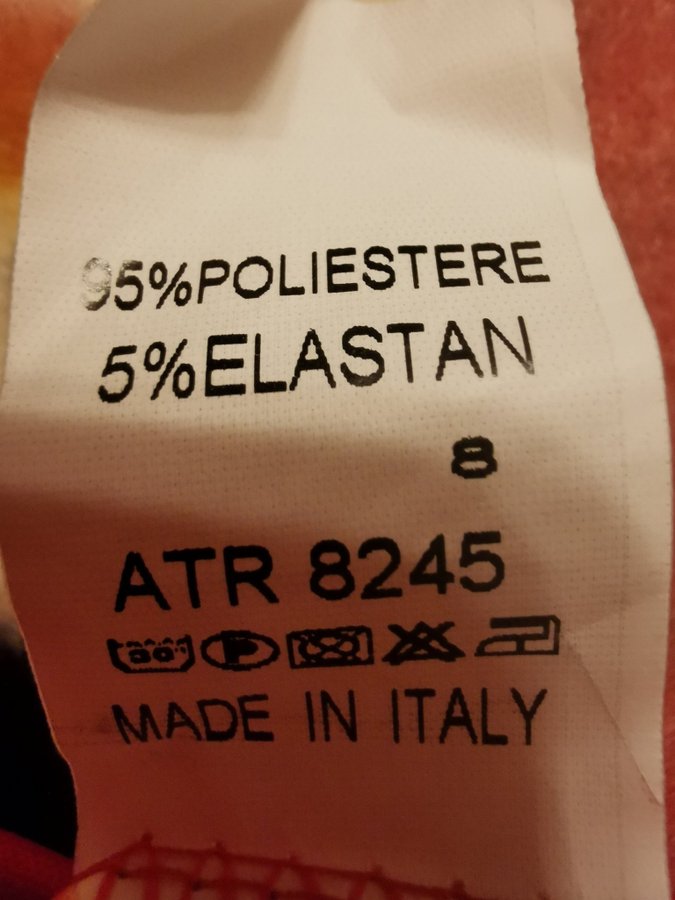 95%POLIESTERE
5%ELASTAN
8
ATR 8245
P
MADE IN ITALY